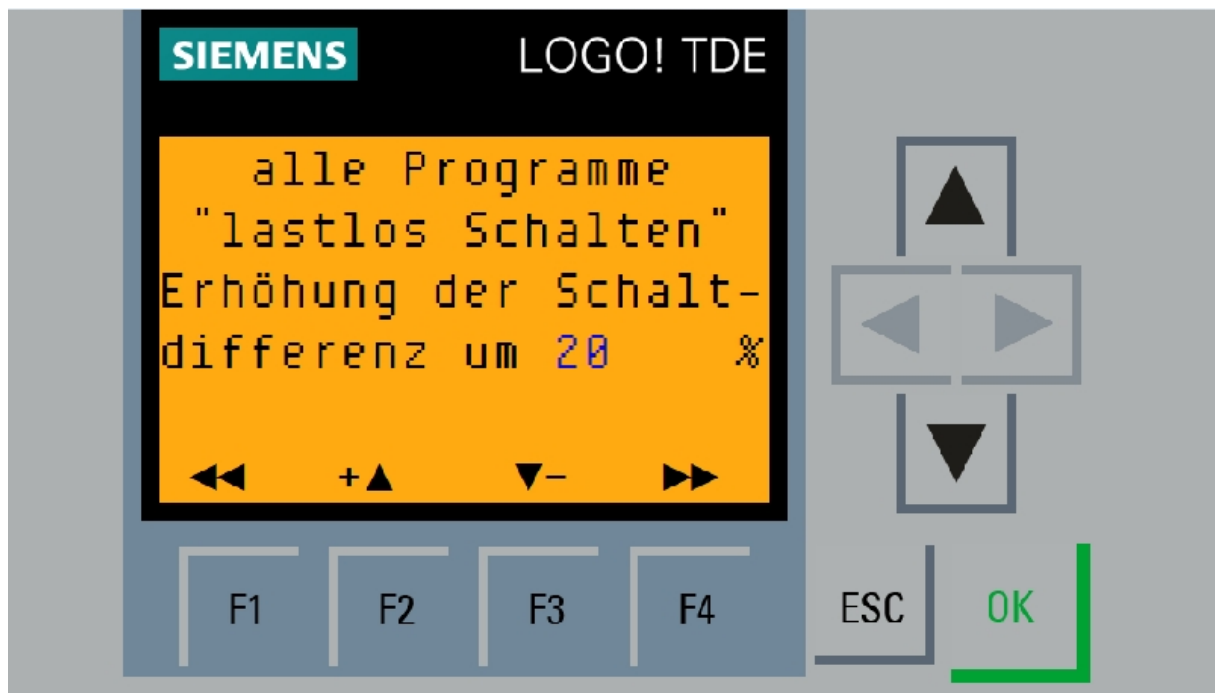 SIEMENS LOGO! TDE
alle Programme
"lastlos Schalten"
Erhöhung der Schalt-
differenz um 20 %
+ -
F1 F2 F3 F4 ESC OK